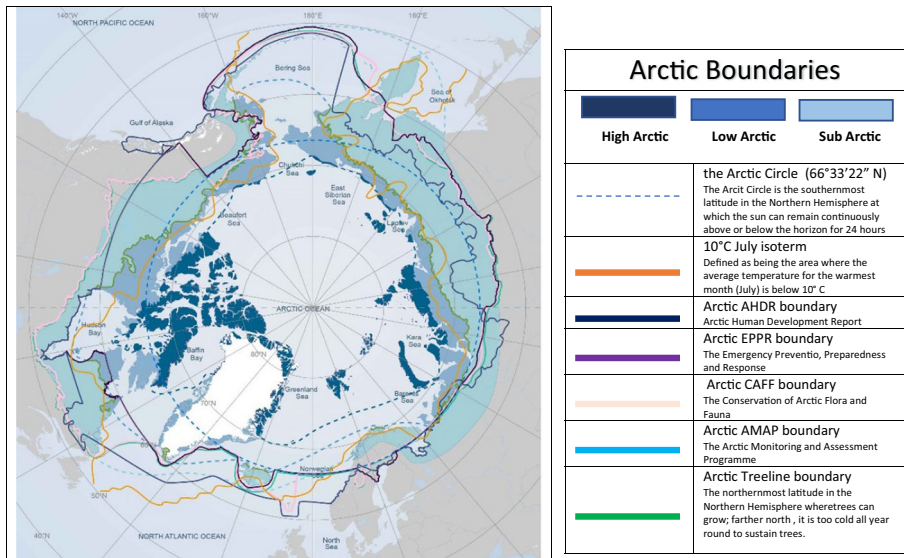 NORTH PACIFIC OCEAN
160°W
180°E
160°E
140°W
140°E
Bering Sea
Sea of
Okhotsk
Gulf of Alaska
Chukchi
Sea
East
Siberian
Sea
Beaufort
Sea
Laptev
Sea
ARCTIC OCEAN
Hudson
Bay
Baffin
Bay
80°N
Kara
Sea
Greenland
Sea
Barents
Sea
70°N
60°N
Norwegian
Sea
50°N
40°N
NORTH ATLANTIC OCEAN
North
Sea
Arctic Boundaries
High Arctic
Low Arctic
Sub Arctic
the Arctic Circle (66°33’22” N)
The Arcit Circle is the southernmost
latitude in the Northern Hemisphere at
which the sun can remain continuously
above or below the horizon for 24 hours
10°C July isoterm
Defined as being the area where the
average temperature for the warmest
month (July) is below 10° C
Arctic AHDR boundary
Arctic Human Development Report
Arctic EPPR boundary
The Emergency Preventio, Preparedness
and Response
Arctic CAFF boundary
The Conservation of Arctic Flora and
Fauna
Arctic AMAP boundary
The Arctic Monitoring and Assessment
Programme
Arctic Treeline boundary
The northernmost latitude in the
Northern Hemisphere wheretrees can
grow; farther north , it is too cold all year
round to sustain trees.